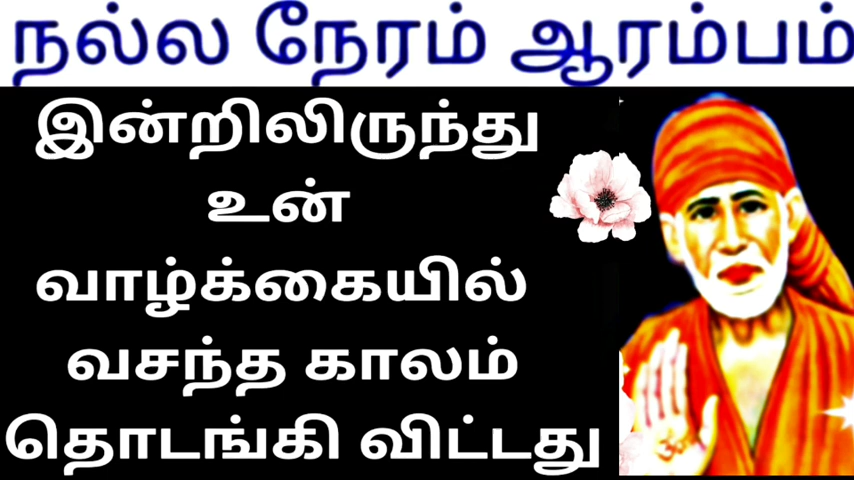 நல்ல நேரம் ஆரம்பம்
இன்றிலிருந்து
உன்
வாழ்க்கையில்
வசந்த காலம்
தொடங்கி விட்டது
ௐ